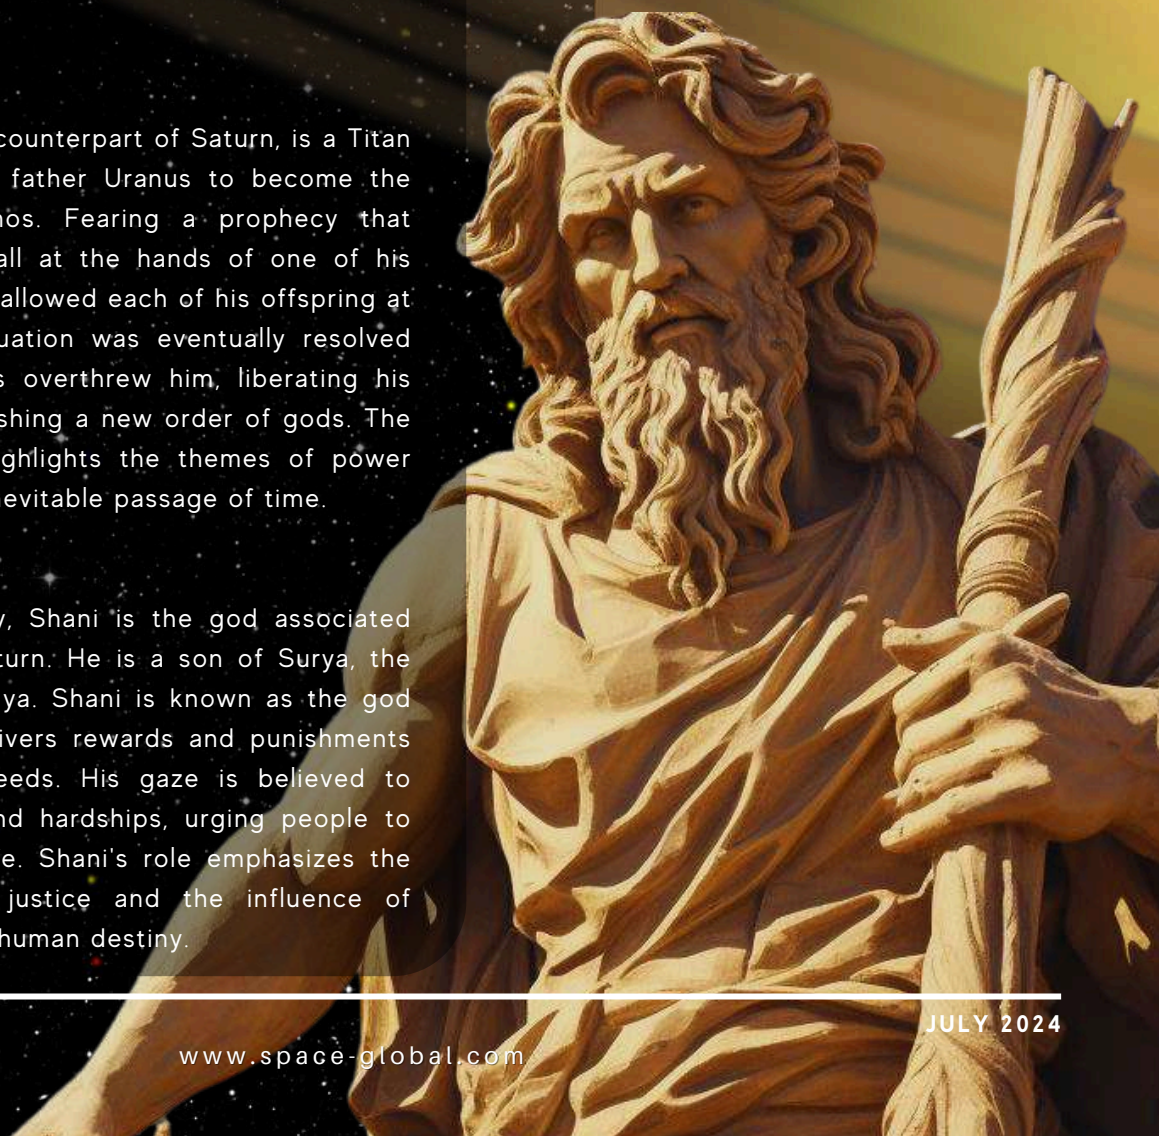 counterpart of Saturn, is a Titan
father Uranus to become the
nos. Fearing a prophecy that
all at the hands of one of his
allowed each of his offspring at
uation was eventually resolved
s overthrew him, liberating his
shing a new order of gods. The
ghlights the themes of power
nevitable passage of time.
y, Shani is the god associated
turn. He is a son of Surya, the
ya. Shani is known as the god
ivers rewards and punishments
eeds. His gaze is believed to
nd hardships, urging people to
e. Shani's role emphasizes the
justice and the influence of
human destiny.
JULY 2024
www.space-global.com